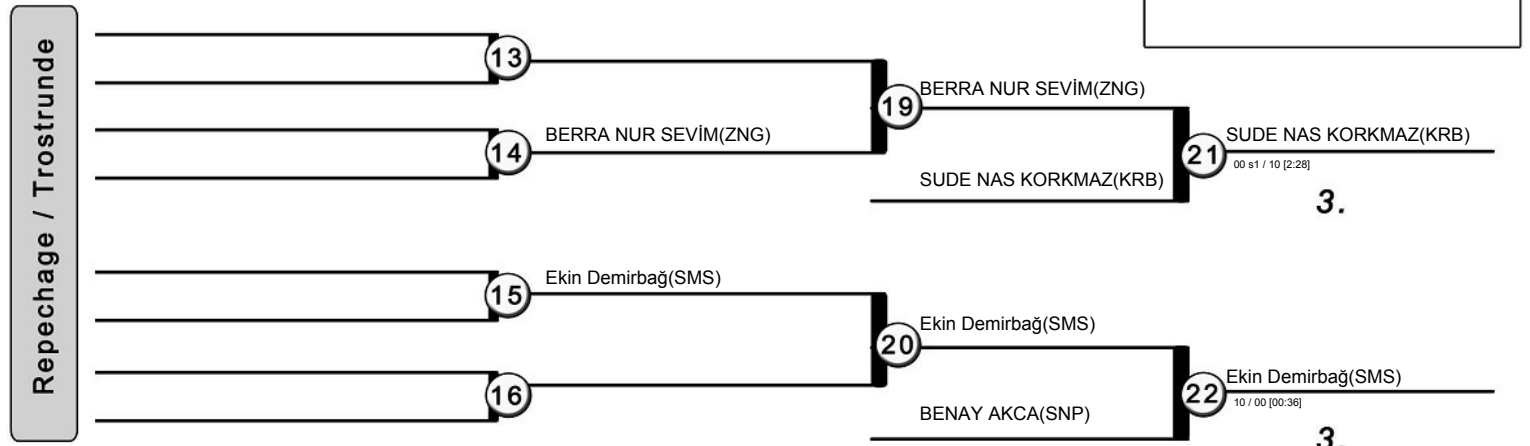 Repechage / Trostrunde
13
BERRA NUR SEVİM(ZNG)
19
BERRA NUR SEVİM(ZNG)
14
SUDE NAS KORKMAZ(KRB)
21
SUDE NAS KORKMAZ(KRB)
00 s1 / 10 [2:28]
3.
Ekin Demirbağ(SMS)
15
Ekin Demirbağ(SMS)
20
Ekin Demirbağ(SMS)
22
10 / 00 [00:36]
16
BENAY AKCA(SNP)
3.